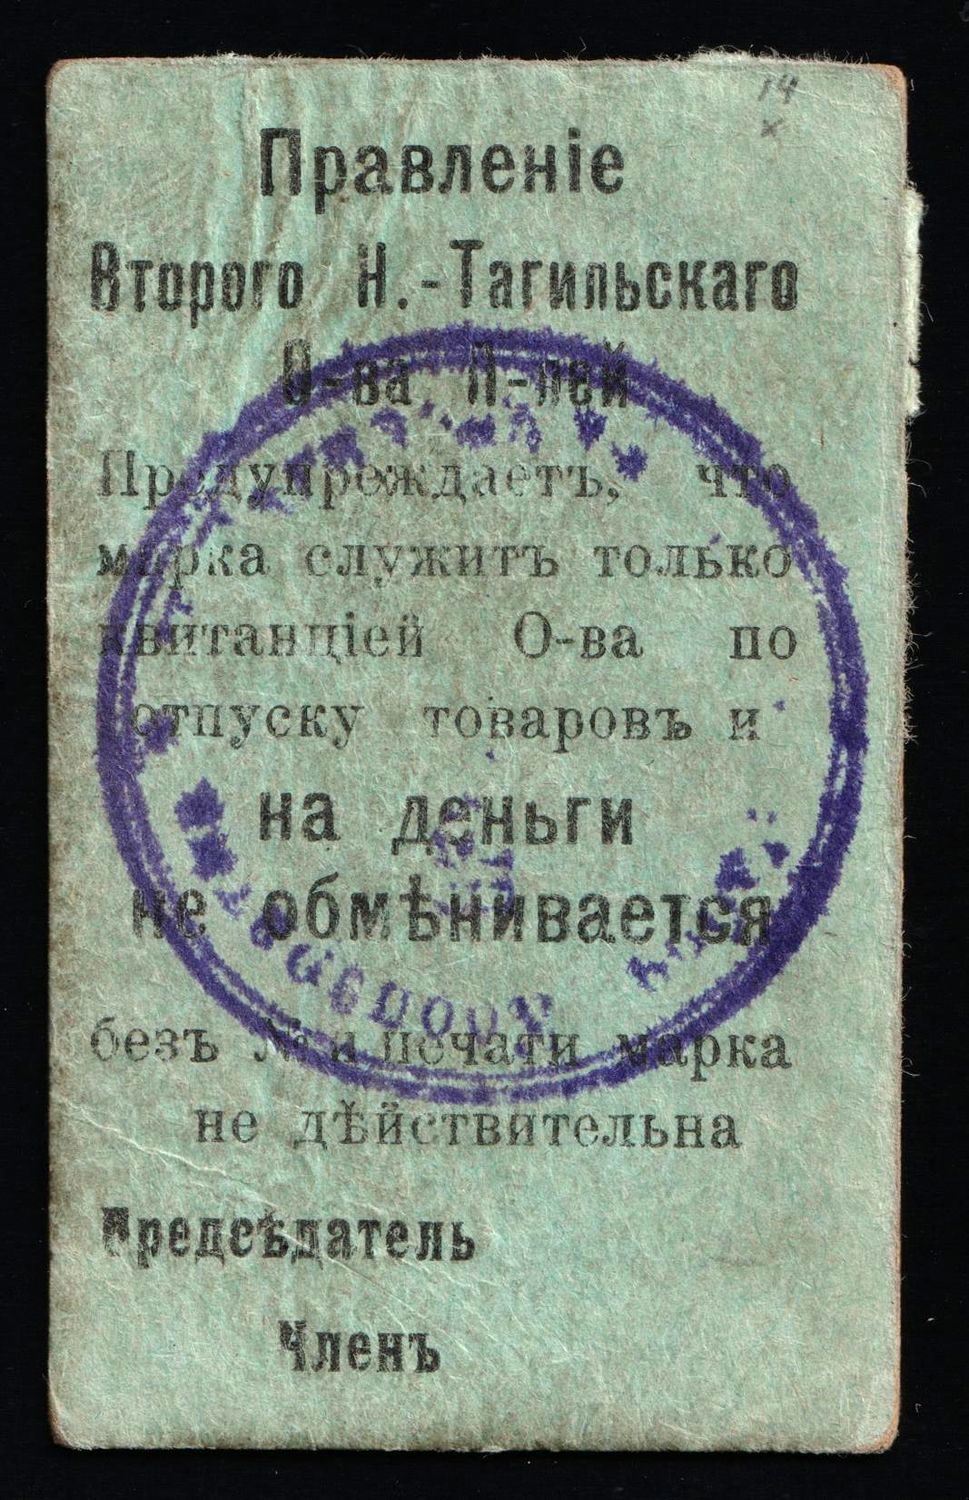 14
х
Правленіе
Второго Н.-Тагильскаго
О-ва П-лей
Предупреждаетъ, что
марка служитъ только
квитанціей О-ва по
отпуску товаровъ и
на деньги
не обмѣнивается
безъ № и печати марка
не дѣйствительна
Предсѣдатель
Членъ